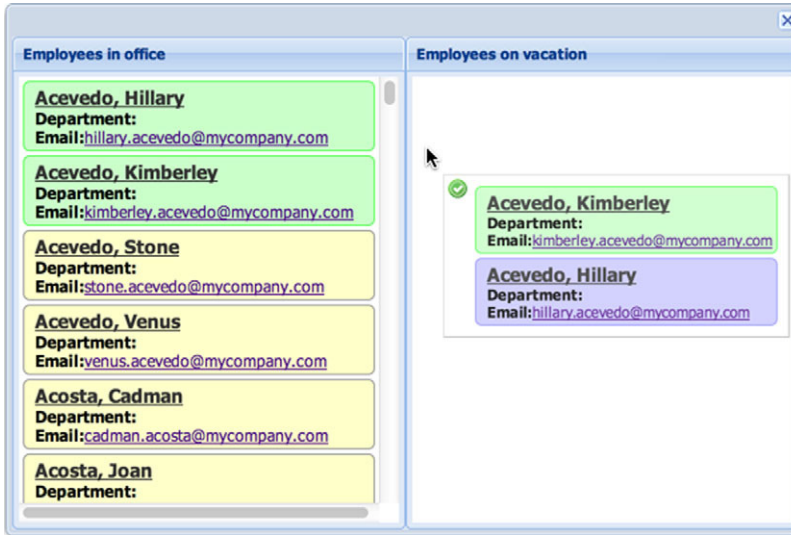 Employees in office
Acevedo, Hillary
Department:
Email:hillary.acevedo@mycompany.com
Acevedo, Kimberley
Department:
Email:kimberley.acevedo@mycompany.com
Acevedo, Stone
Department:
Email:stone.acevedo@mycompany.com
Acevedo, Venus
Department:
Email:venus.acevedo@mycompany.com
Acosta, Cadman
Department:
Email:cadman.acosta@mycompany.com
Acosta, Joan
Department:
Employees on vacation
Acevedo, Kimberley
Department:
Email:kimberley.acevedo@mycompany.com
Acevedo, Hillary
Department:
Email:hillary.acevedo@mycompany.com